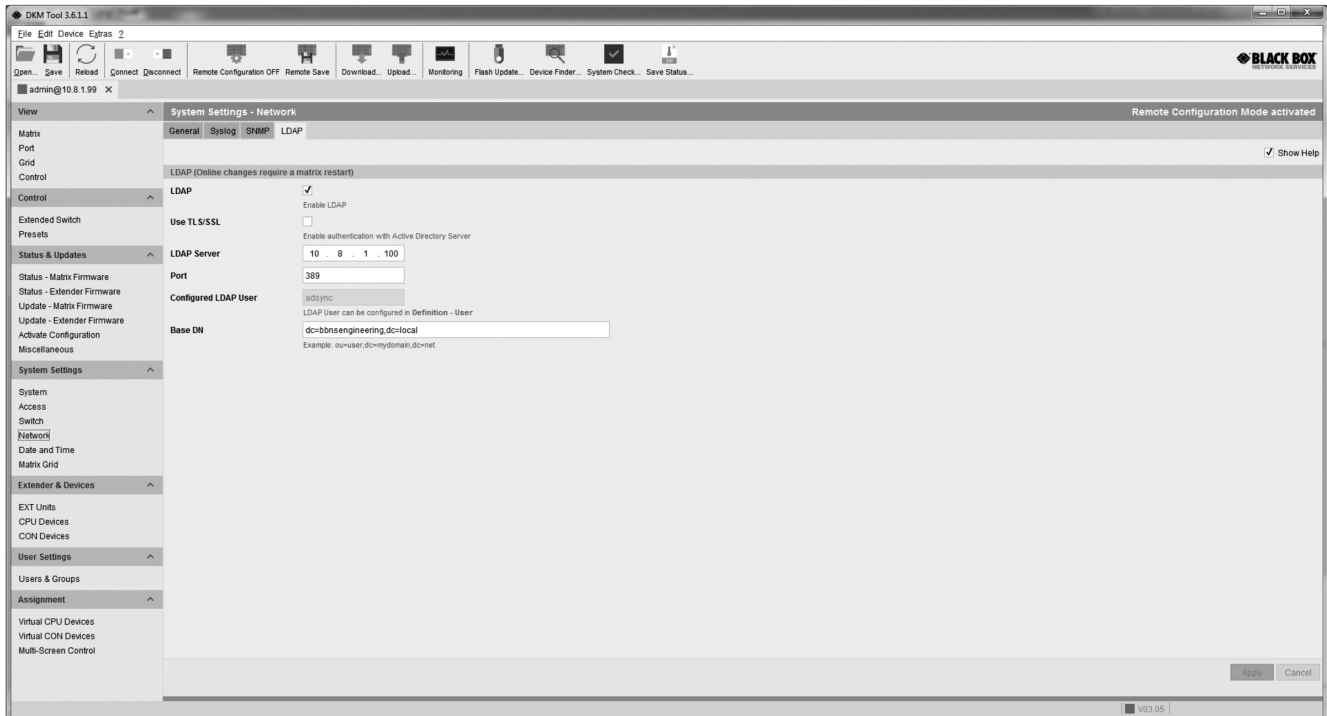 DKM Tool 3.6.1.1
File Edit Device Extras ?
Open... Save Reload Connect Disconnect Remote Configuration OFF Remote Save Download... Upload... Monitoring Flash Update... Device Finder... System Check... Save Status...
BLACK BOX
NETWORK SERVICES
admin@10.8.1.99 X
View
Matrix
Port
Grid
Control
Control
Extended Switch
Presets
Status & Updates
Status - Matrix Firmware
Status - Extender Firmware
Update - Matrix Firmware
Update - Extender Firmware
Activate Configuration
Miscellaneous
System Settings
System
Access
Switch
Network
Date and Time
Matrix Grid
Extender & Devices
EXT Units
CPU Devices
CON Devices
User Settings
Users & Groups
Assignment
Virtual CPU Devices
Virtual CON Devices
Multi-Screen Control
System Settings - Network Remote Configuration Mode activated
General Syslog SNMP LDAP
Show Help
LDAP (Online changes require a matrix restart)
LDAP
Enable LDAP
Use TLS/SSL
Enable authentication with Active Directory Server
LDAP Server 10 . 8 . 1 . 100
Port 389
Configured LDAP User adsync
LDAP User can be configured in Definition - User
Base DN dc=bbnsengineering,dc=local
Example: ou=user,dc=mydomain,dc=net
Apply Cancel
V03.05